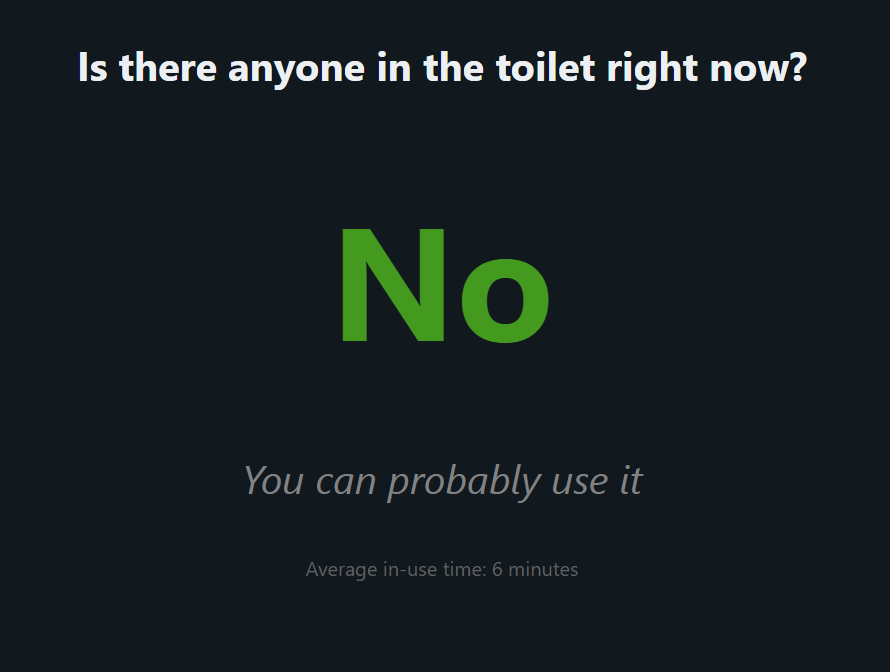 Is there anyone in the toilet right now?
No
You can probably use it
Average in-use time: 6 minutes